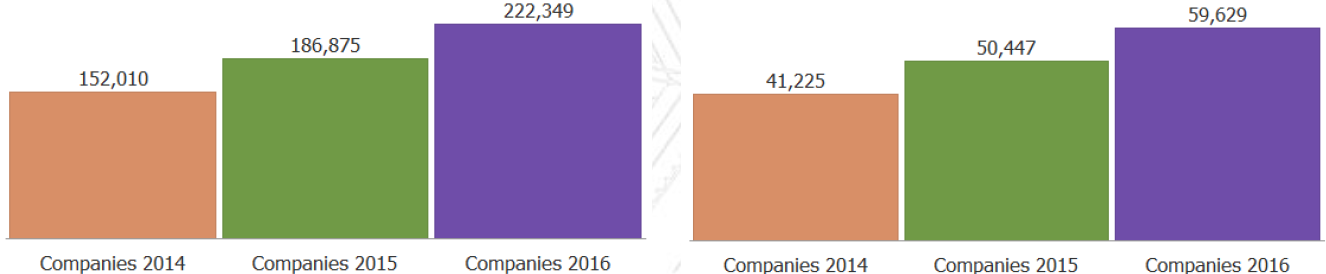 222,349
186,875
152,010
Companies 2014
Companies 2015
Companies 2016
59,629
50,447
41,225
Companies 2014
Companies 2015
Companies 2016